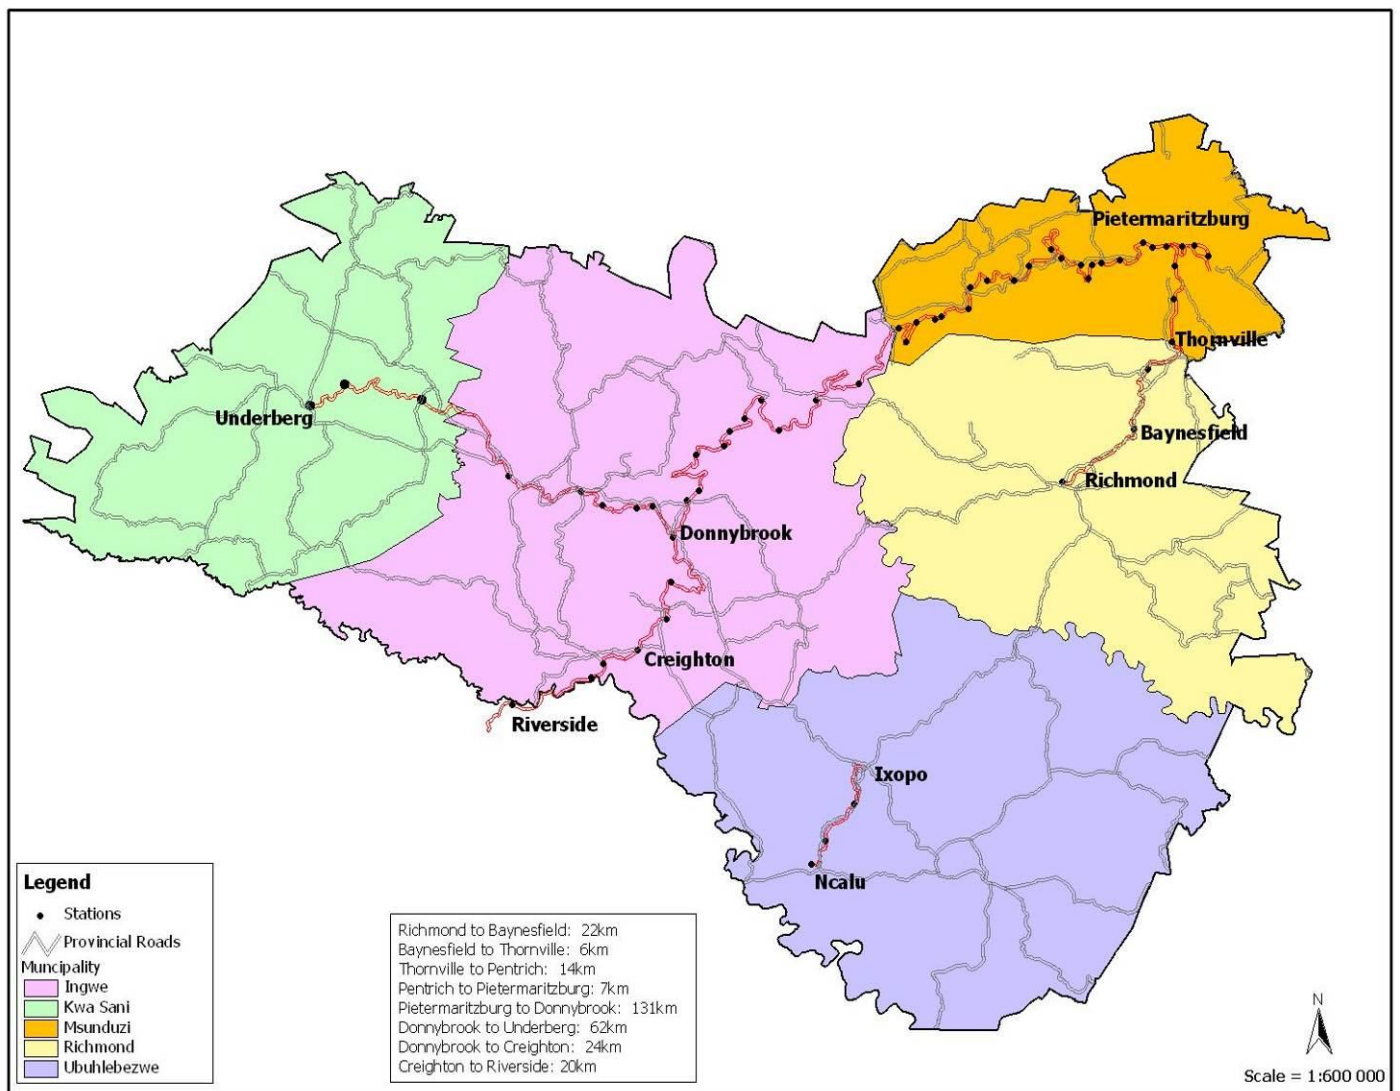 Pietermaritzburg
Thornville
Underberg
Baynesfield
Richmond
Donnybrook
Creighton
Riverside
Ixopo
Ncalu
Legend
Stations
Provincial Roads
Muncipality
Ingwe
Kwa Sani
Msunduzi
Richmond
Ubuhlebezwe
Richmond to Baynesfield: 22km
Baynesfield to Thornville: 6km
Thornville to Pentrich: 14km
Pentrich to Pietermaritzburg: 7km
Pietermaritzburg to Donnybrook: 131km
Donnybrook to Underberg: 62km
Donnybrook to Creighton: 24km
Creighton to Riverside: 20km
N
Scale = 1:600 000